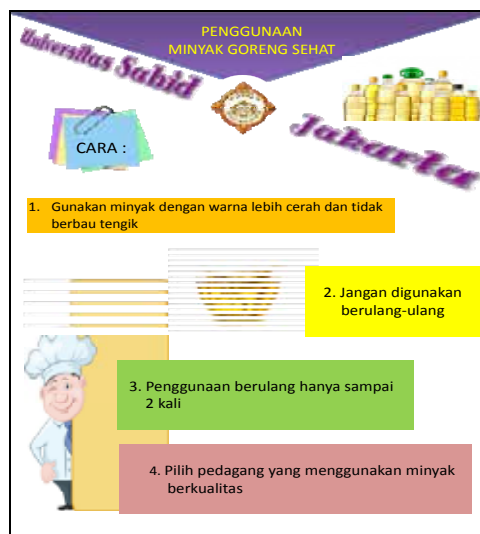 PENGGUNAAN
MINYAK GORENG SEHAT
Universitas Sahid
Jakarta
CARA :
1. Gunakan minyak dengan warna lebih cerah dan tidak
berbau tengik
2. Jangan digunakan
berulang-ulang
3. Penggunaan berulang hanya sampai
2 kali
4. Pilih pedagang yang menggunakan minyak
berkualitas